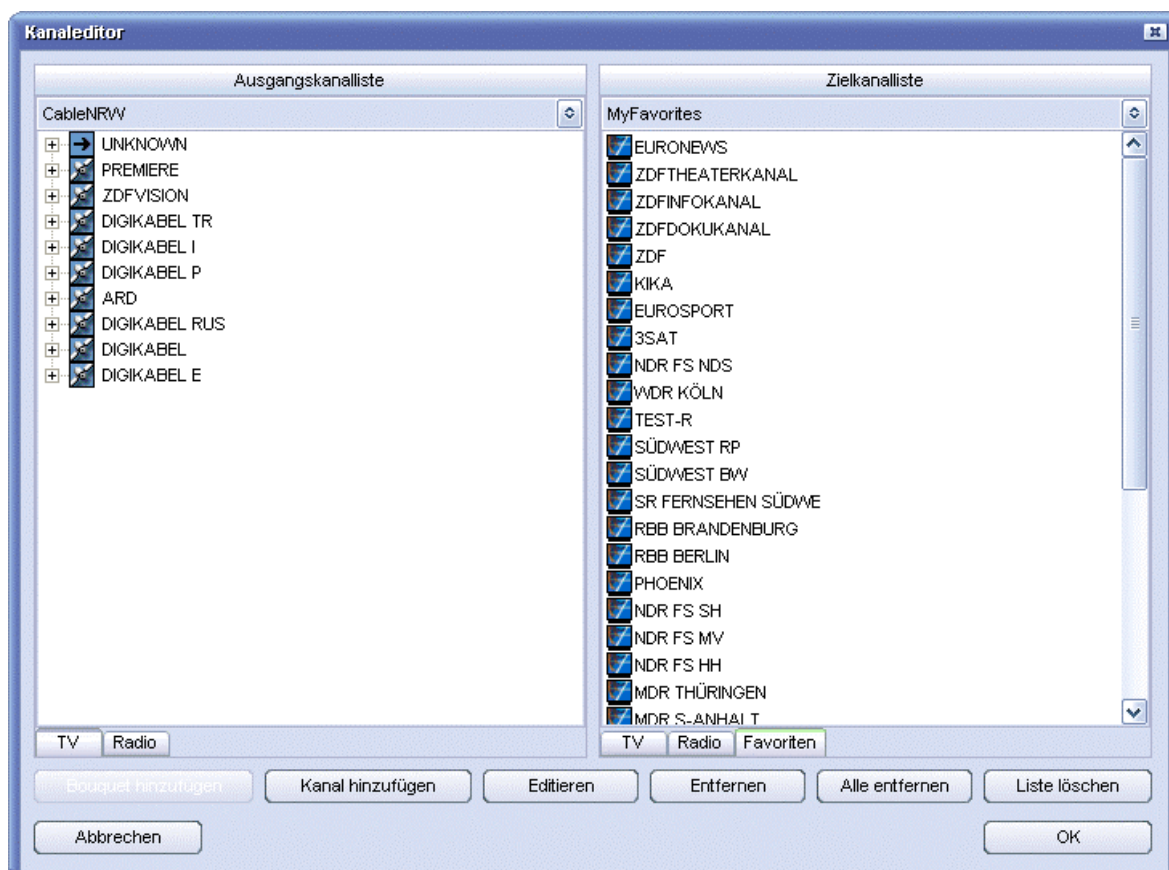 Kanaleditor
Ausgangskanalliste
CableNRW
UNKNOWN
PREMIERE
ZDFVISION
DIGIKABEL TR
DIGIKABEL I
DIGIKABEL P
ARD
DIGIKABEL RUS
DIGIKABEL
DIGIKABEL E
TV Radio
Zielkanalliste
MyFavorites
EURONEWS
ZDFTHEATERKANAL
ZDFINFOKANAL
ZDFDOKUKANAL
ZDF
KIKA
EUROSPORT
3SAT
NDR FS NDS
WDR KÖLN
TEST-R
SÜDWEST RP
SÜDWEST BW
SR FERNSEHEN SÜDWE
RBB BRANDENBURG
RBB BERLIN
PHOENIX
NDR FS SH
NDR FS MV
NDR FS HH
MDR THÜRINGEN
MDR S-ANHALT
TV Radio Favoriten
Bouquet hinzufügen Kanal hinzufügen Editieren Entfernen Alle entfernen Liste löschen
Abbrechen OK